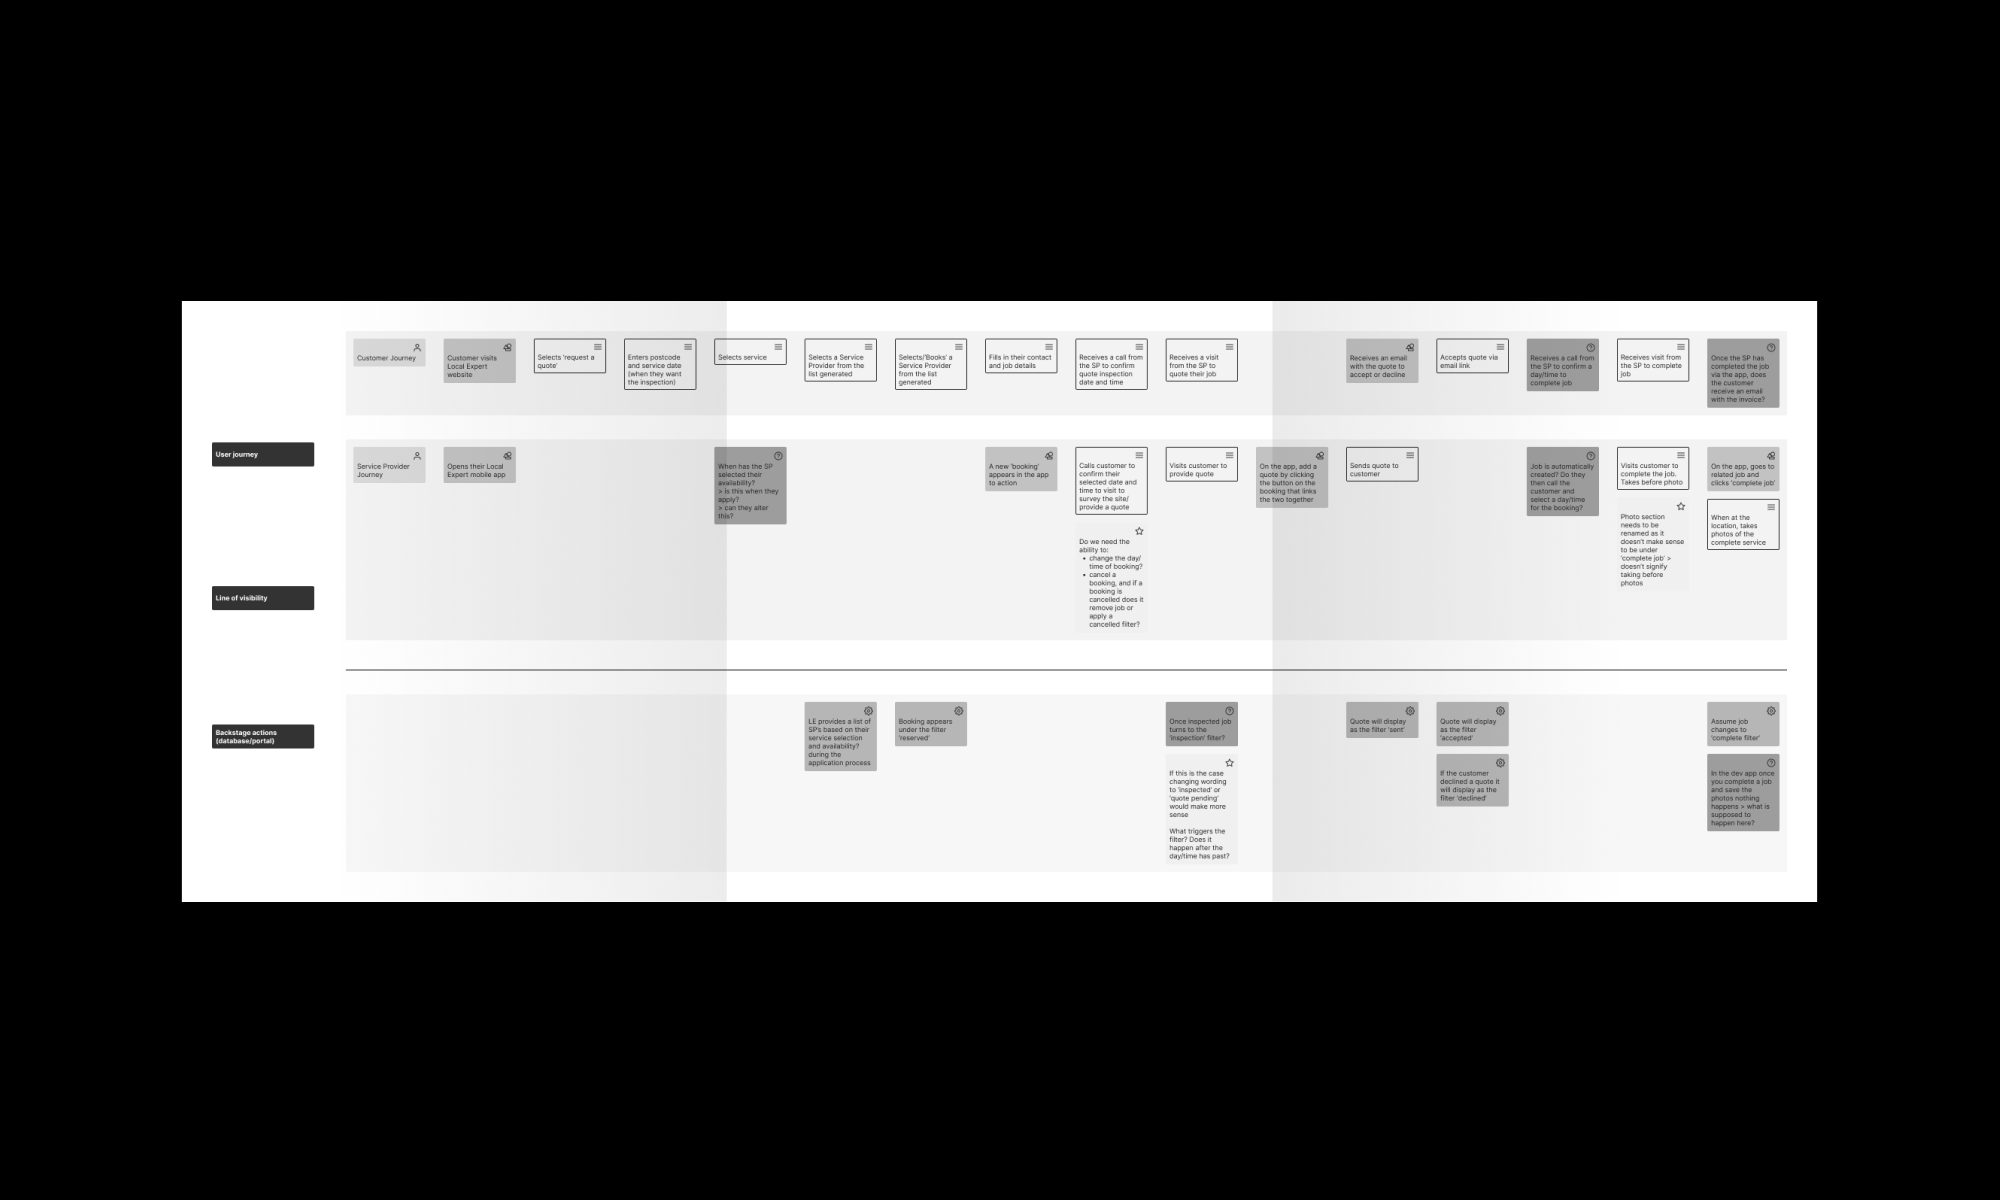 Customer Journey
Customer visits
Local Expert
website
Selects 'request a
quote'
Enters postcode
and service date
(when they want
the inspection)
Selects service
Selects a Service
Provider from the
list generated
Selects/'Books' a
Service Provider
from the list
generated
Fills in their contact
and job details
Receives a call from
the SP to confirm
quote inspection
date and time
Receives a visit
from the SP to
quote their job
Receives an email
with the quote to
accept or decline
Accepts quote via
email link
Receives a call from
the SP to confirm a
day/time to
complete job
Receives visit from
the SP to complete
job
Once the SP has
completed the job
via the app, does
the customer
receive an email
with the invoice?
User journey
Service Provider
Journey
Opens their Local
Expert mobile app
When has the SP
selected their
availability?
> is this when they
apply?
> can they alter
this?
A new 'booking'
appears in the app
to action
Calls customer to
confirm their
selected date and
time to visit to
survey the site/
provide a quote
Do we need the
ability to:
• change the day/
time of booking?
• cancel a
booking, and if a
booking is
cancelled does it
remove job or
apply a
cancelled filter?
Visits customer to
provide quote
On the app, add a
quote by clicking
the button on the
booking that links
the two together
Sends quote to
customer
Job is automatically
created? Do they
then call the
customer and
select a day/time
for the booking?
Visits customer to
complete the job.
Takes before photo
Photo section
needs to be
renamed as it
doesn't make sense
to be under
'complete job' >
doesn't signify
taking before
photos
On the app, goes to
related job and
clicks 'complete job'
When at the
location, takes
photos of the
complete service
Line of visibility
Backstage actions
(database/portal)
LE provides a list of
SP's based on their
service selection
and availability?
during the
application process
Booking appears
under the filter
'reserved'
Once inspected job
turns to the
'inspection' filter?
If this is the case
changing wording
to 'inspected' or
'quote pending'
would make more
sense
What triggers the
filter? Does it
happen after the
day/time has past?
Quote will display
as the filter 'sent'
Quote will display
as the filter
'accepted'
If the customer
declined a quote it
will display as the
filter 'declined'
Assume job
changes to
'complete filter'
In the dev app once
you complete a job
and save the
photos nothing
happens > what is
supposed to
happen here?